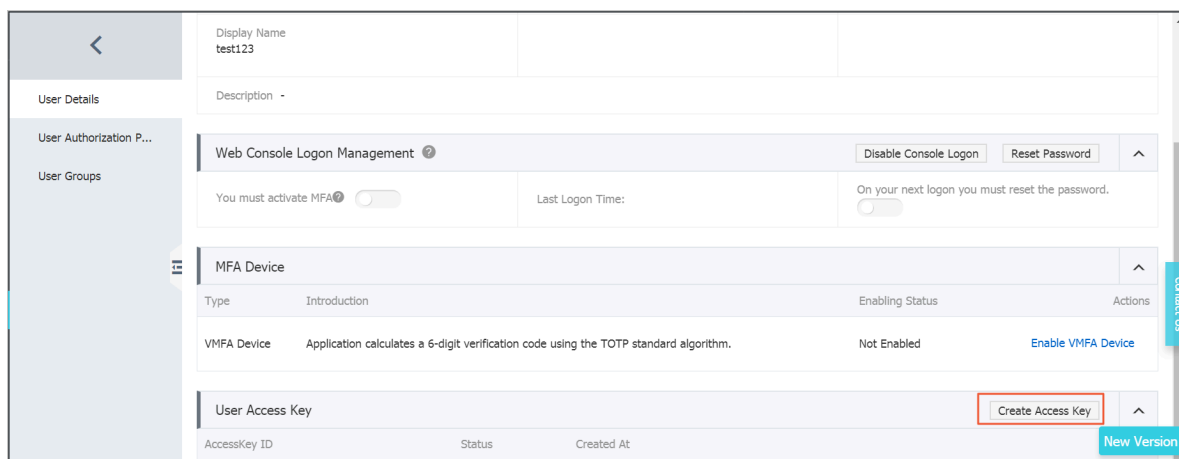 Display Name
test123
User Details
Description -
User Authorization P...
Web Console Logon Management ?
Disable Console Logon
Reset Password
User Groups
You must activate MFA?
Last Logon Time:
On your next logon you must reset the password.
MFA Device
Type Introduction Enabling Status Actions
VMFA Device Application calculates a 6-digit verification code using the TOTP standard algorithm. Not Enabled Enable VMFA Device
Contact Us
User Access Key
Create Access Key
AccessKey ID Status Created At
New Version